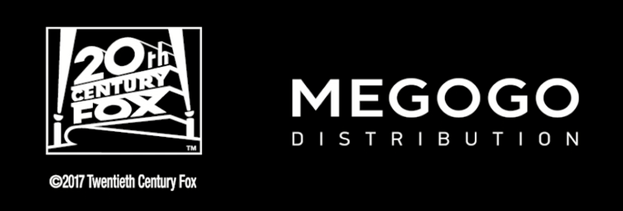 20th
CENTURY
FOX
TM
©2017 Twentieth Century Fox
MEGOGO
DISTRIBUTION